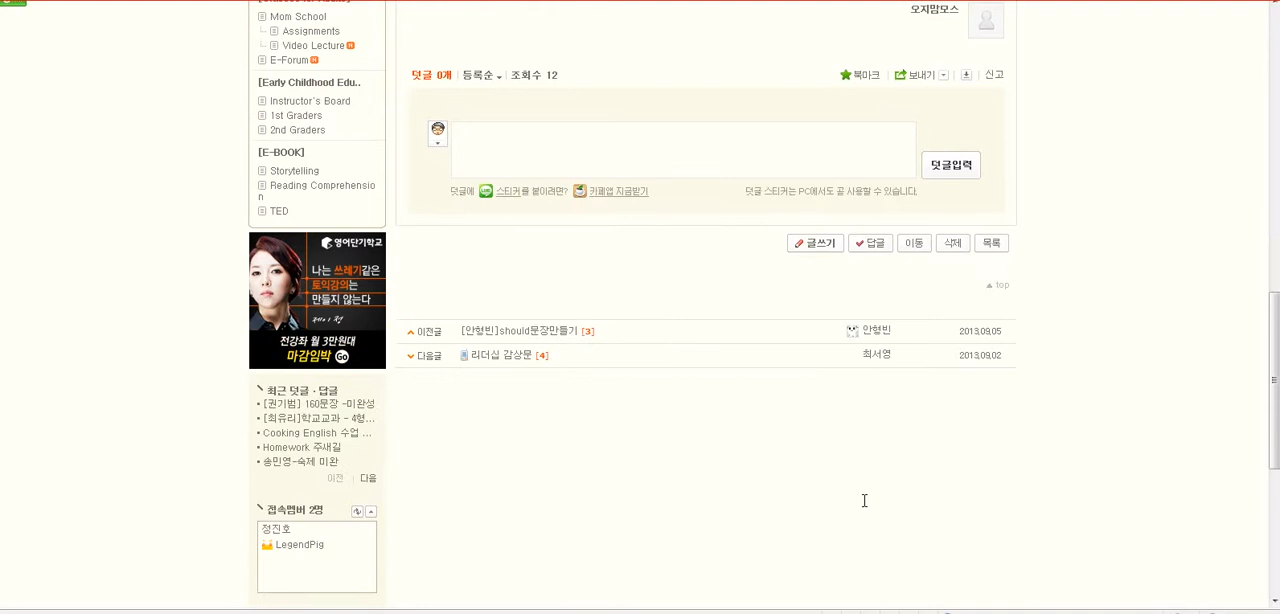 Mom School
Assignments
Video Lecture
E-Forum
[Early Childhood Edu..
Instructor's Board
1st Graders
2nd Graders
[E-BOOK]
Storytelling
Reading Comprehensio
n
TED
영어단기학교
나는 쓰레기같은
토익강의는
만들지 않는다
전강좌 월 3만원대
마감임박 Go
최근 덧글 · 답글
[권기범] 160문장 -미완성
[최유리]학교교과 - 4형...
Cooking English 수업 ...
Homework 주새길
송민영-숙제 미완
이전 다음
접속멤버 2명
정진호
LegendPig
오지맘모스
덧글 0개 등록순 조회수 12
북마크 보내기 신고
덧글입력
덧글에 스티커를 붙이려면? 카페앱 지금받기
덧글 스티커는 PC에서도 곧 사용할 수 있습니다.
글쓰기 답글 이동 삭제 목록
top
이전글 [안형빈]should문장만들기 [3] 안형빈 2013.09.05
다음글 리더십 감상문 [4] 최서영 2013.09.02